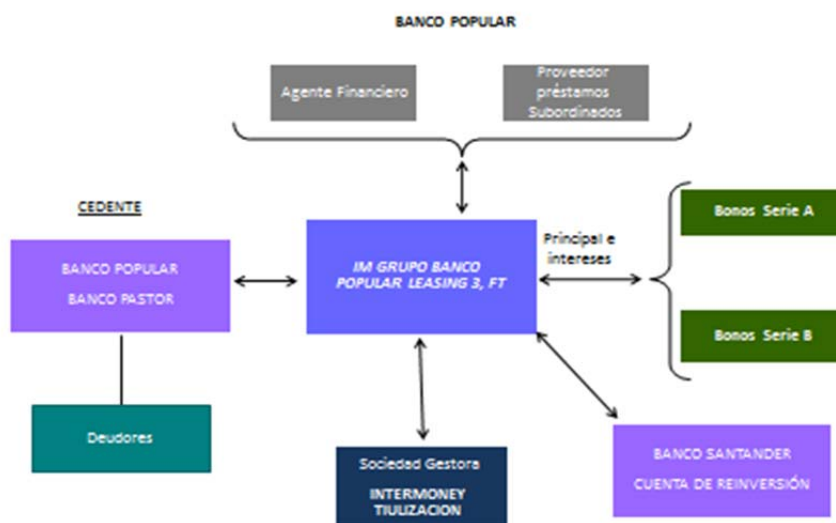 BANCO POPULAR
Agente Financiero
Proveedor
préstamos
Subordinados
CEDENTE
BANCO POPULAR
BANCO PASTOR
IM GRUPO BANCO
POPULAR LEASING 3, FT
Principal e
intereses
Bonos Serie A
Bonos Serie B
Deudores
Sociedad Gestora
INTERMONEY
TIULIZACION
BANCO SANTANDER
CUENTA DE REINVERSIÓN